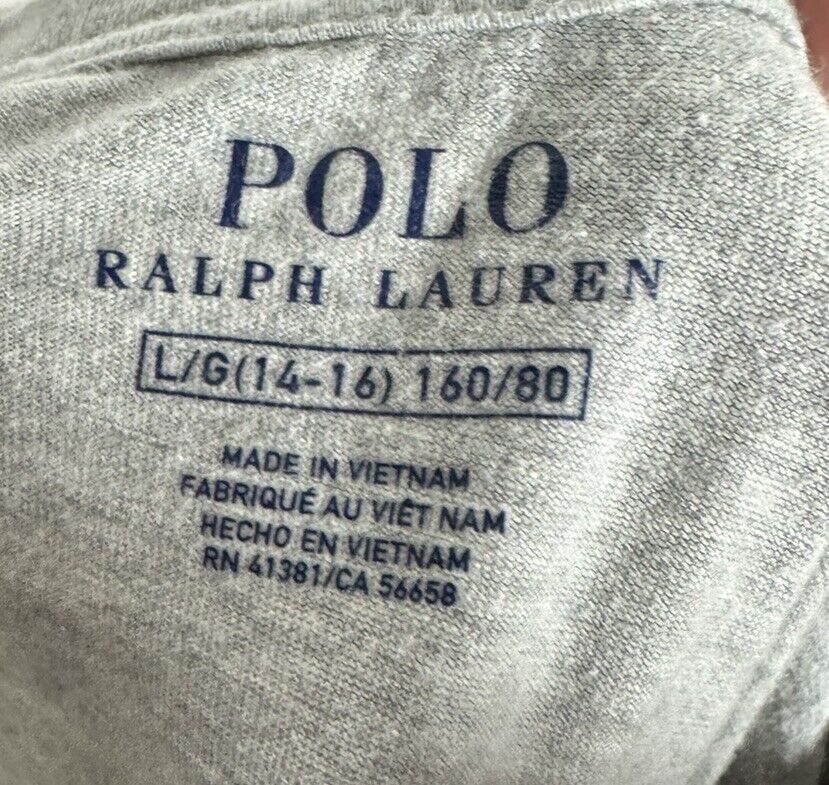 POLO
RALPH LAUREN
L/G(14-16) 160/80
MADE IN VIETNAM
FABRIQUÉ AU VIÊT NAM
HECHO EN VIETNAM
RN 41381/CA 56658